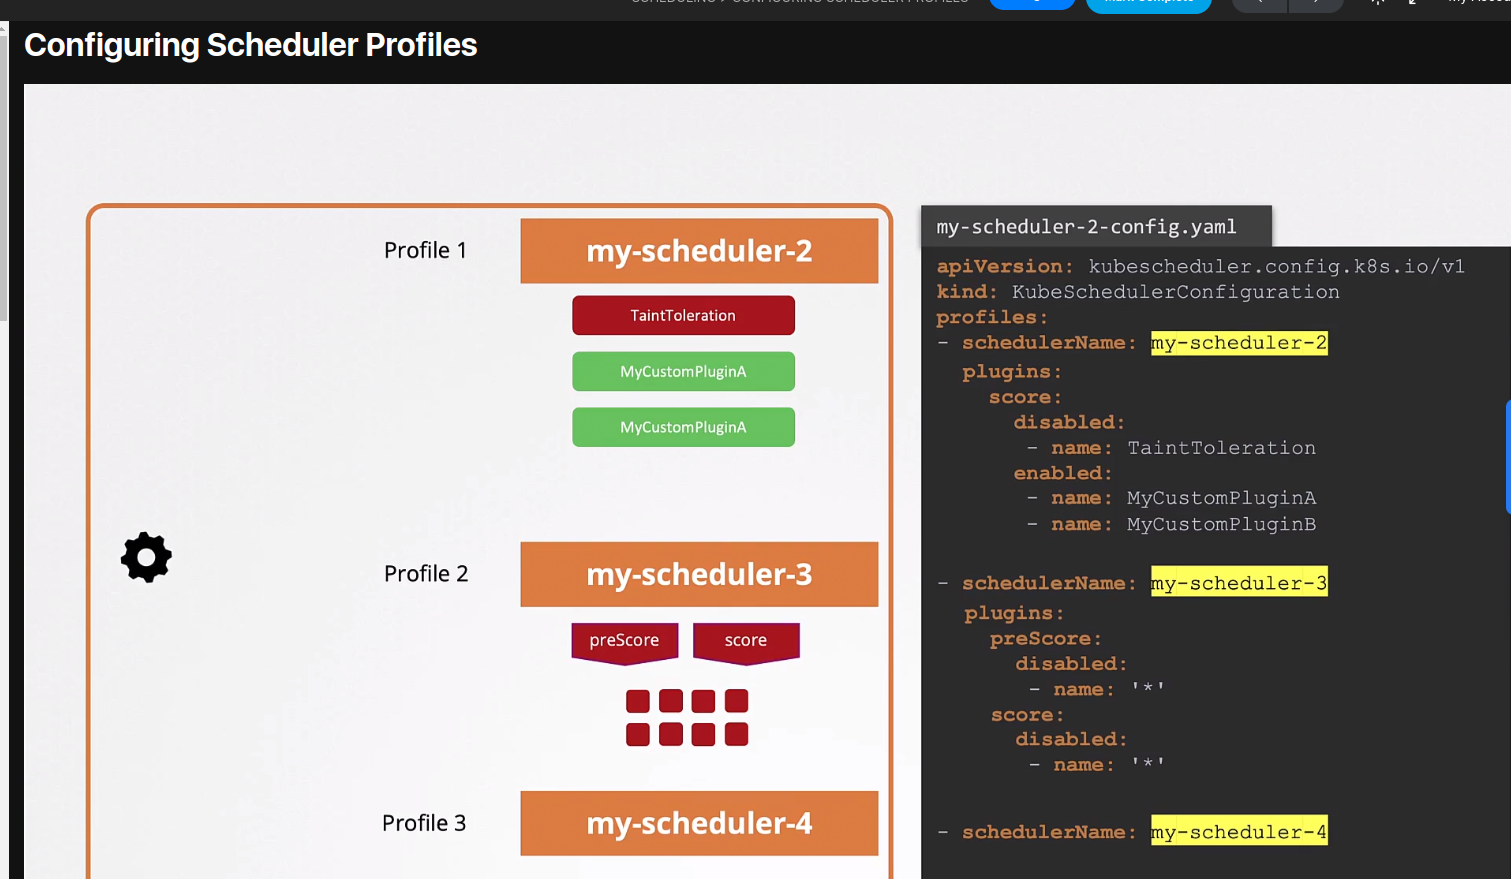 Configuring Scheduler Profiles
Profile 1
my-scheduler-2
TaintToleration
MyCustomPluginA
MyCustomPluginA
Profile 2
my-scheduler-3
preScore
score
Profile 3
my-scheduler-4
my-scheduler-2-config.yaml
apiVersion: kubescheduler.config.k8s.io/v1
kind: KubeSchedulerConfiguration
profiles:
- schedulerName: my-scheduler-2
plugins:
score:
disabled:
- name: TaintToleration
enabled:
- name: MyCustomPluginA
- name: MyCustomPluginB
- schedulerName: my-scheduler-3
plugins:
preScore:
disabled:
- name: '*'
score:
disabled:
- name: '*'
- schedulerName: my-scheduler-4